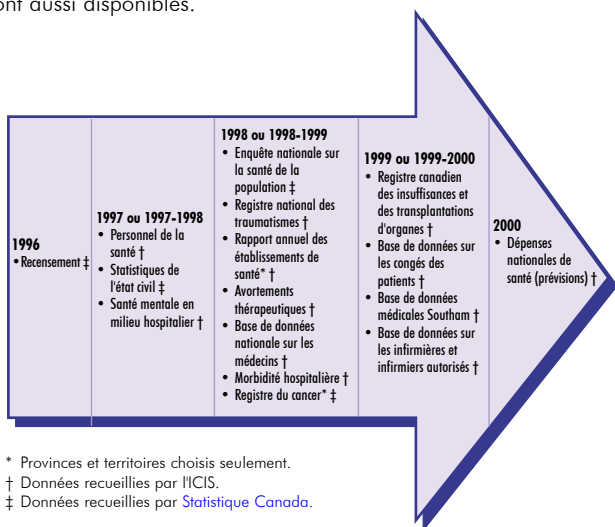 ont aussi disponibles.
1996
• Recensement ‡
1997 ou 1997-1998
• Personnel de la
santé †
• Statistiques de
l'état civil ‡
• Santé mentale en
milieu hospitalier †
1998 ou 1998-1999
• Enquête nationale sur
la santé de la
population ‡
• Registre national des
traumatismes †
• Rapport annuel des
établissements de
santé* †
• Avortements
thérapeutiques †
• Base de données
nationale sur les
médecins †
• Morbidité hospitalière †
• Registre du cancer* ‡
1999 ou 1999-2000
• Registre canadien
des insuffisances et
des transplantations
d'organes †
• Base de données sur
les congés des
patients †
• Base de données
médicales Southam †
• Base de données sur
les infirmières et
infirmiers autorisés †
2000
• Dépenses
nationales de
santé (prévisions) †
* Provinces et territoires choisis seulement.
† Données recueillies par l'ICIS.
‡ Données recueillies par Statistique Canada.